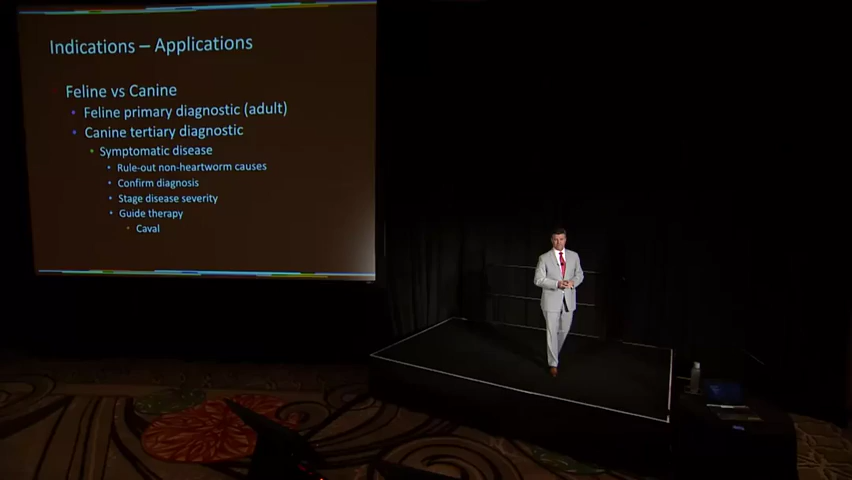 Indications – Applications
Feline vs Canine
Feline primary diagnostic (adult)
Canine tertiary diagnostic
Symptomatic disease
Rule-out non-heartworm causes
Confirm diagnosis
Stage disease severity
Guide therapy
Caval